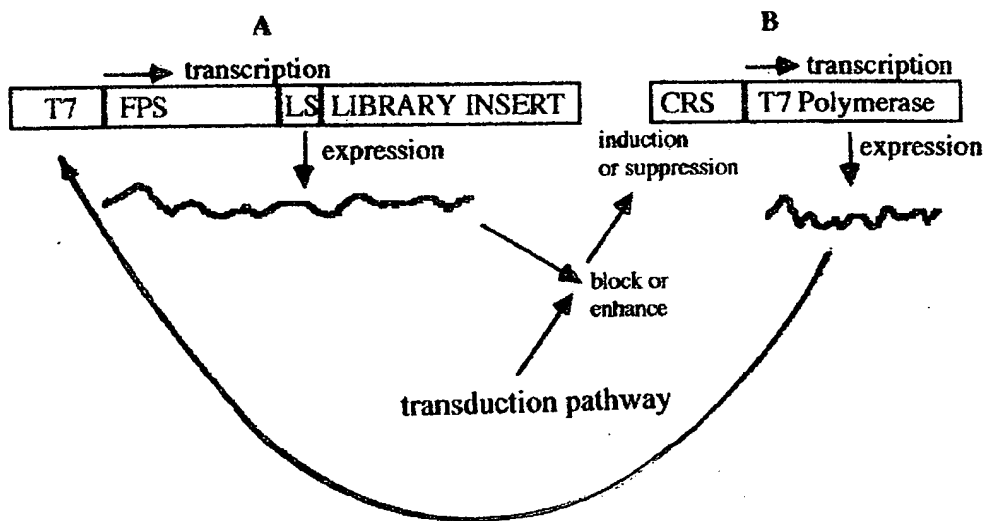 A
B
transcription
transcription
T7
FPS
LS
LIBRARY INSERT
CRS
T7 Polymerase
expression
induction
or suppression
expression
block or
enhance
transduction pathway